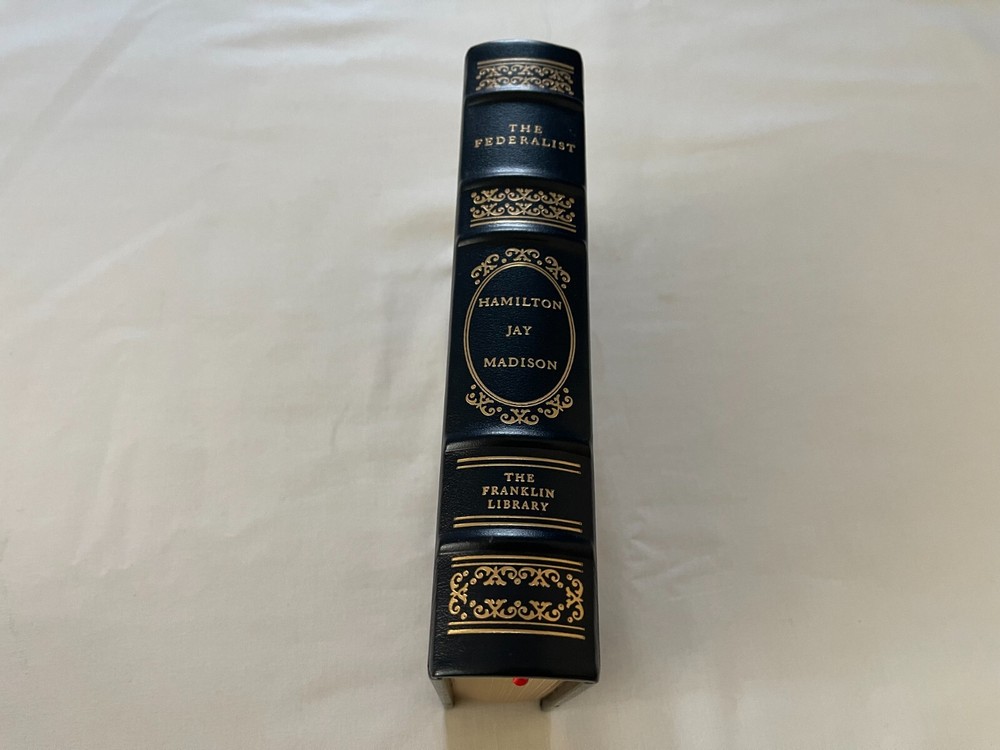 THE
FEDERALIST
HAMILTON
JAY
MADISON
THE
FRANKLIN
LIBRARY